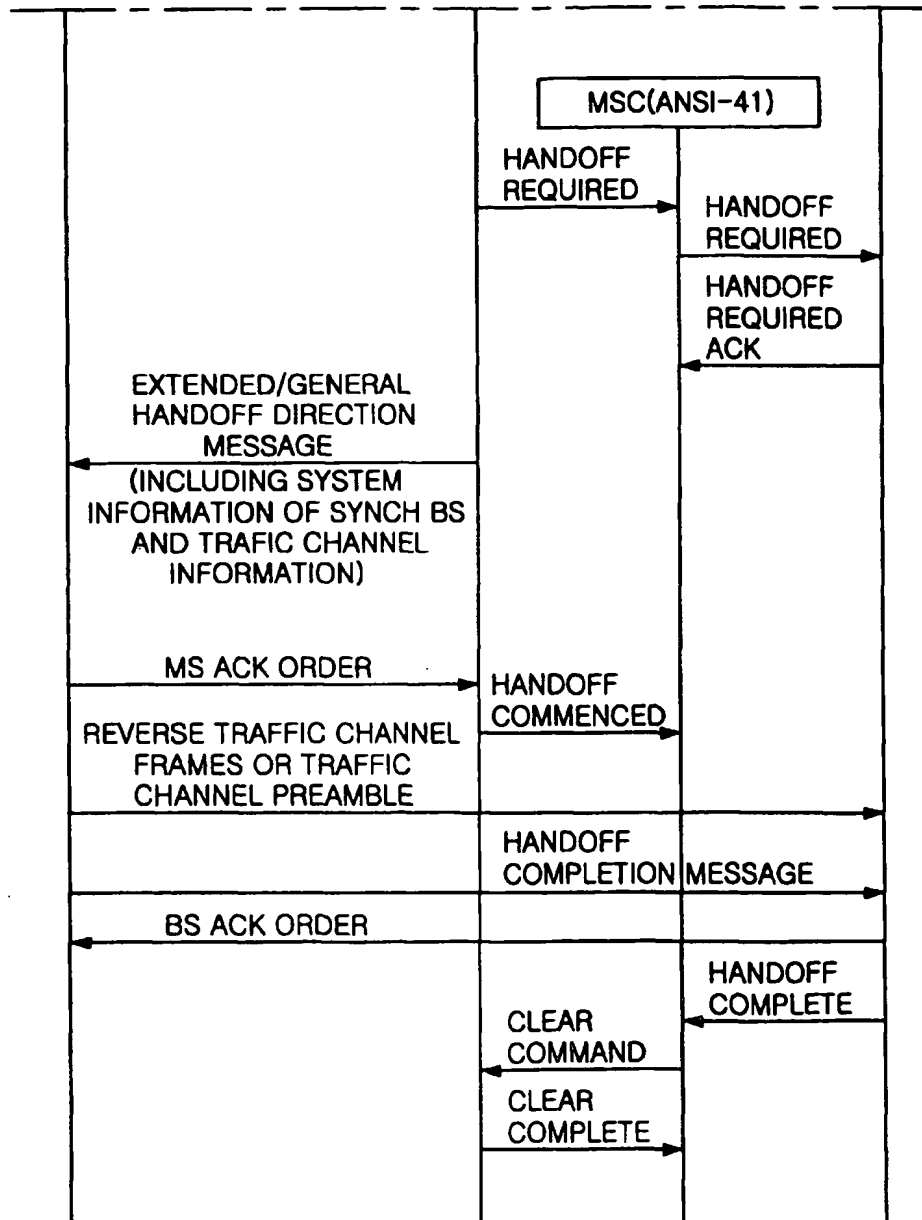 MSC(ANSI-41)
HANDOFF
REQUIRED
HANDOFF
REQUIRED
HANDOFF
REQUIRED
ACK
EXTENDED/GENERAL
HANDOFF DIRECTION
MESSAGE
(INCLUDING SYSTEM
INFORMATION OF SYNCH BS
AND TRAFIC CHANNEL
INFORMATION)
MS ACK ORDER
HANDOFF
COMMENCED
REVERSE TRAFFIC CHANNEL
FRAMES OR TRAFFIC
CHANNEL PREAMBLE
HANDOFF
COMPLETION MESSAGE
BS ACK ORDER
HANDOFF
COMPLETE
CLEAR
COMMAND
CLEAR
COMPLETE